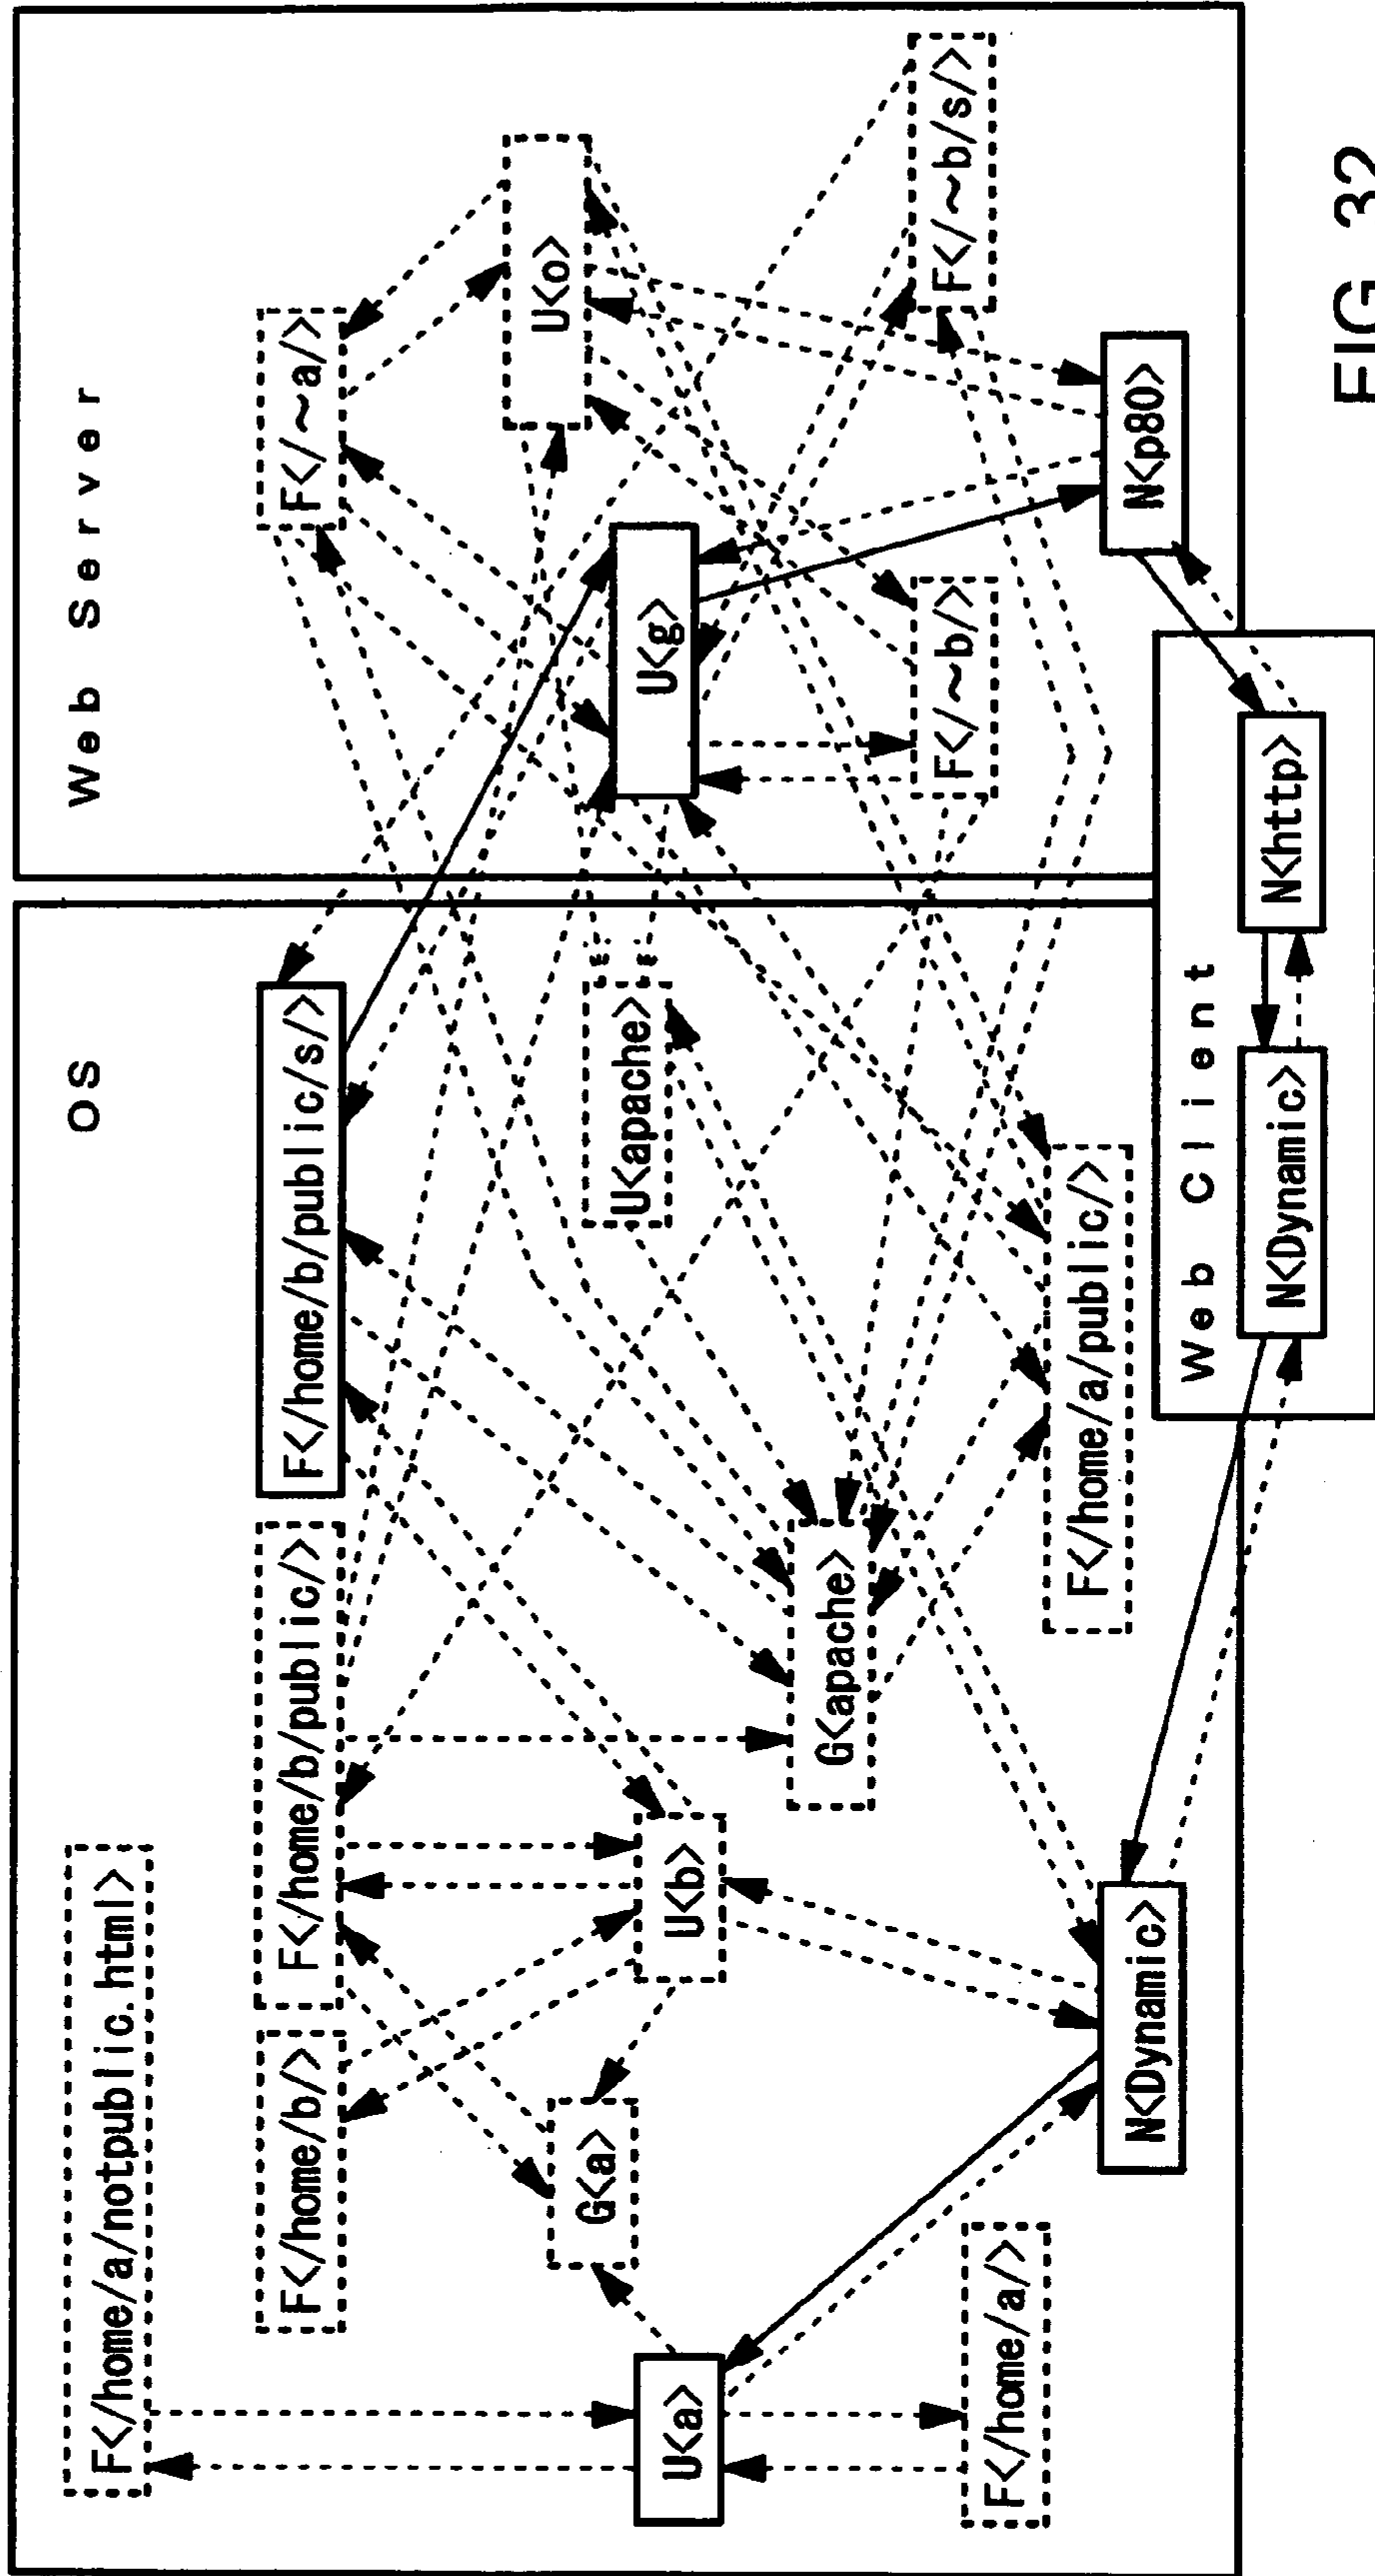 OS
Web Server
F</home/a/notpublic.html>
F</home/b/>
F</home/b/public/>
F</home/b/public/s/>
F</~a/>
U<o>
G<a>
U<apache>
U<g>
U<a>
U<b>
G<apache>
F</~b/>
F</~b/s/>
F</home/a/>
F</home/a/public/>
N<Dynamic>
N<p80>
Web Client
N<Dynamic>
N<http>
FIG. 32